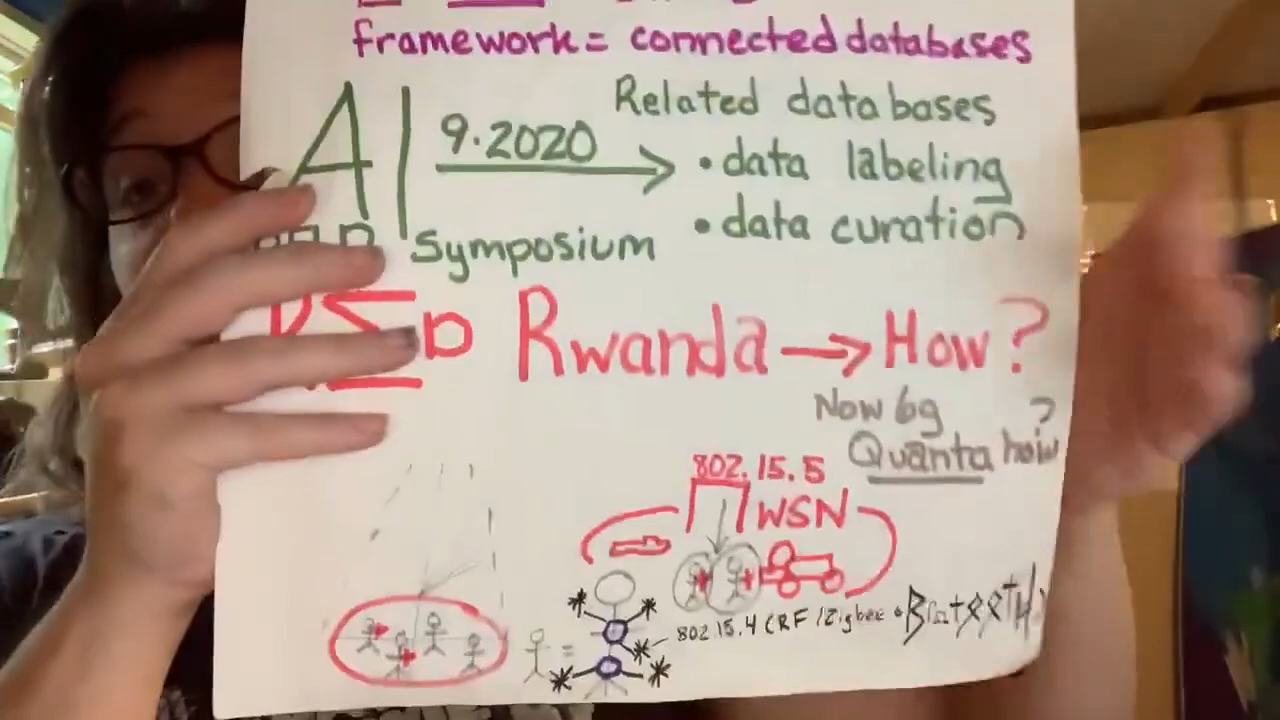 framework = connected databases
AI 9.2020 → Related databases
• data labeling
Symposium • data curation
Rwanda → How?
Now 6g ?
Quanta how
802.15.5
WSN
802.15.4 CRF / Zigbee •